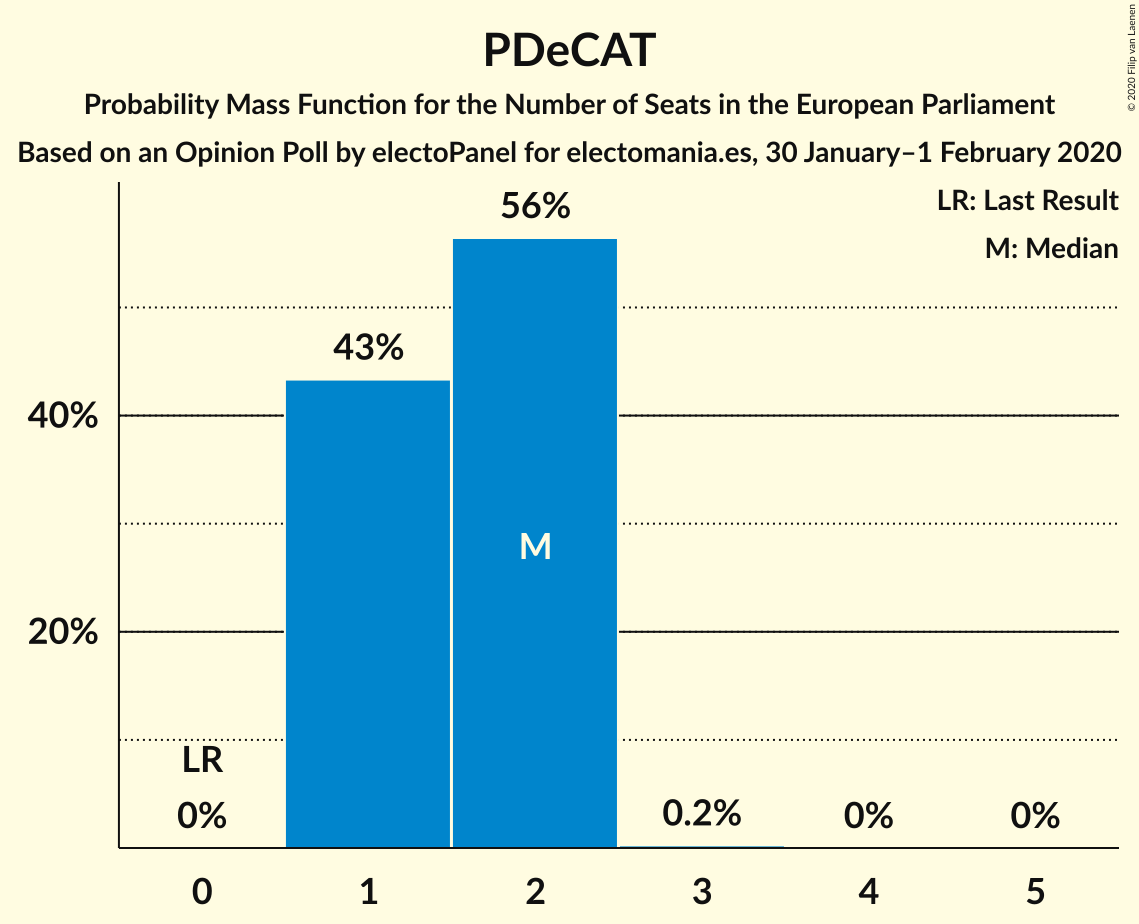 PDeCAT
Probability Mass Function for the Number of Seats in the European Parliament
Based on an Opinion Poll by electoPanel for electomania.es, 30 January–1 February 2020
© 2020 Filip van Laenen
LR: Last Result
M: Median
56%
43%
40%
M
20%
LR
0%
0.2%
0%
0%
0 1 2 3 4 5